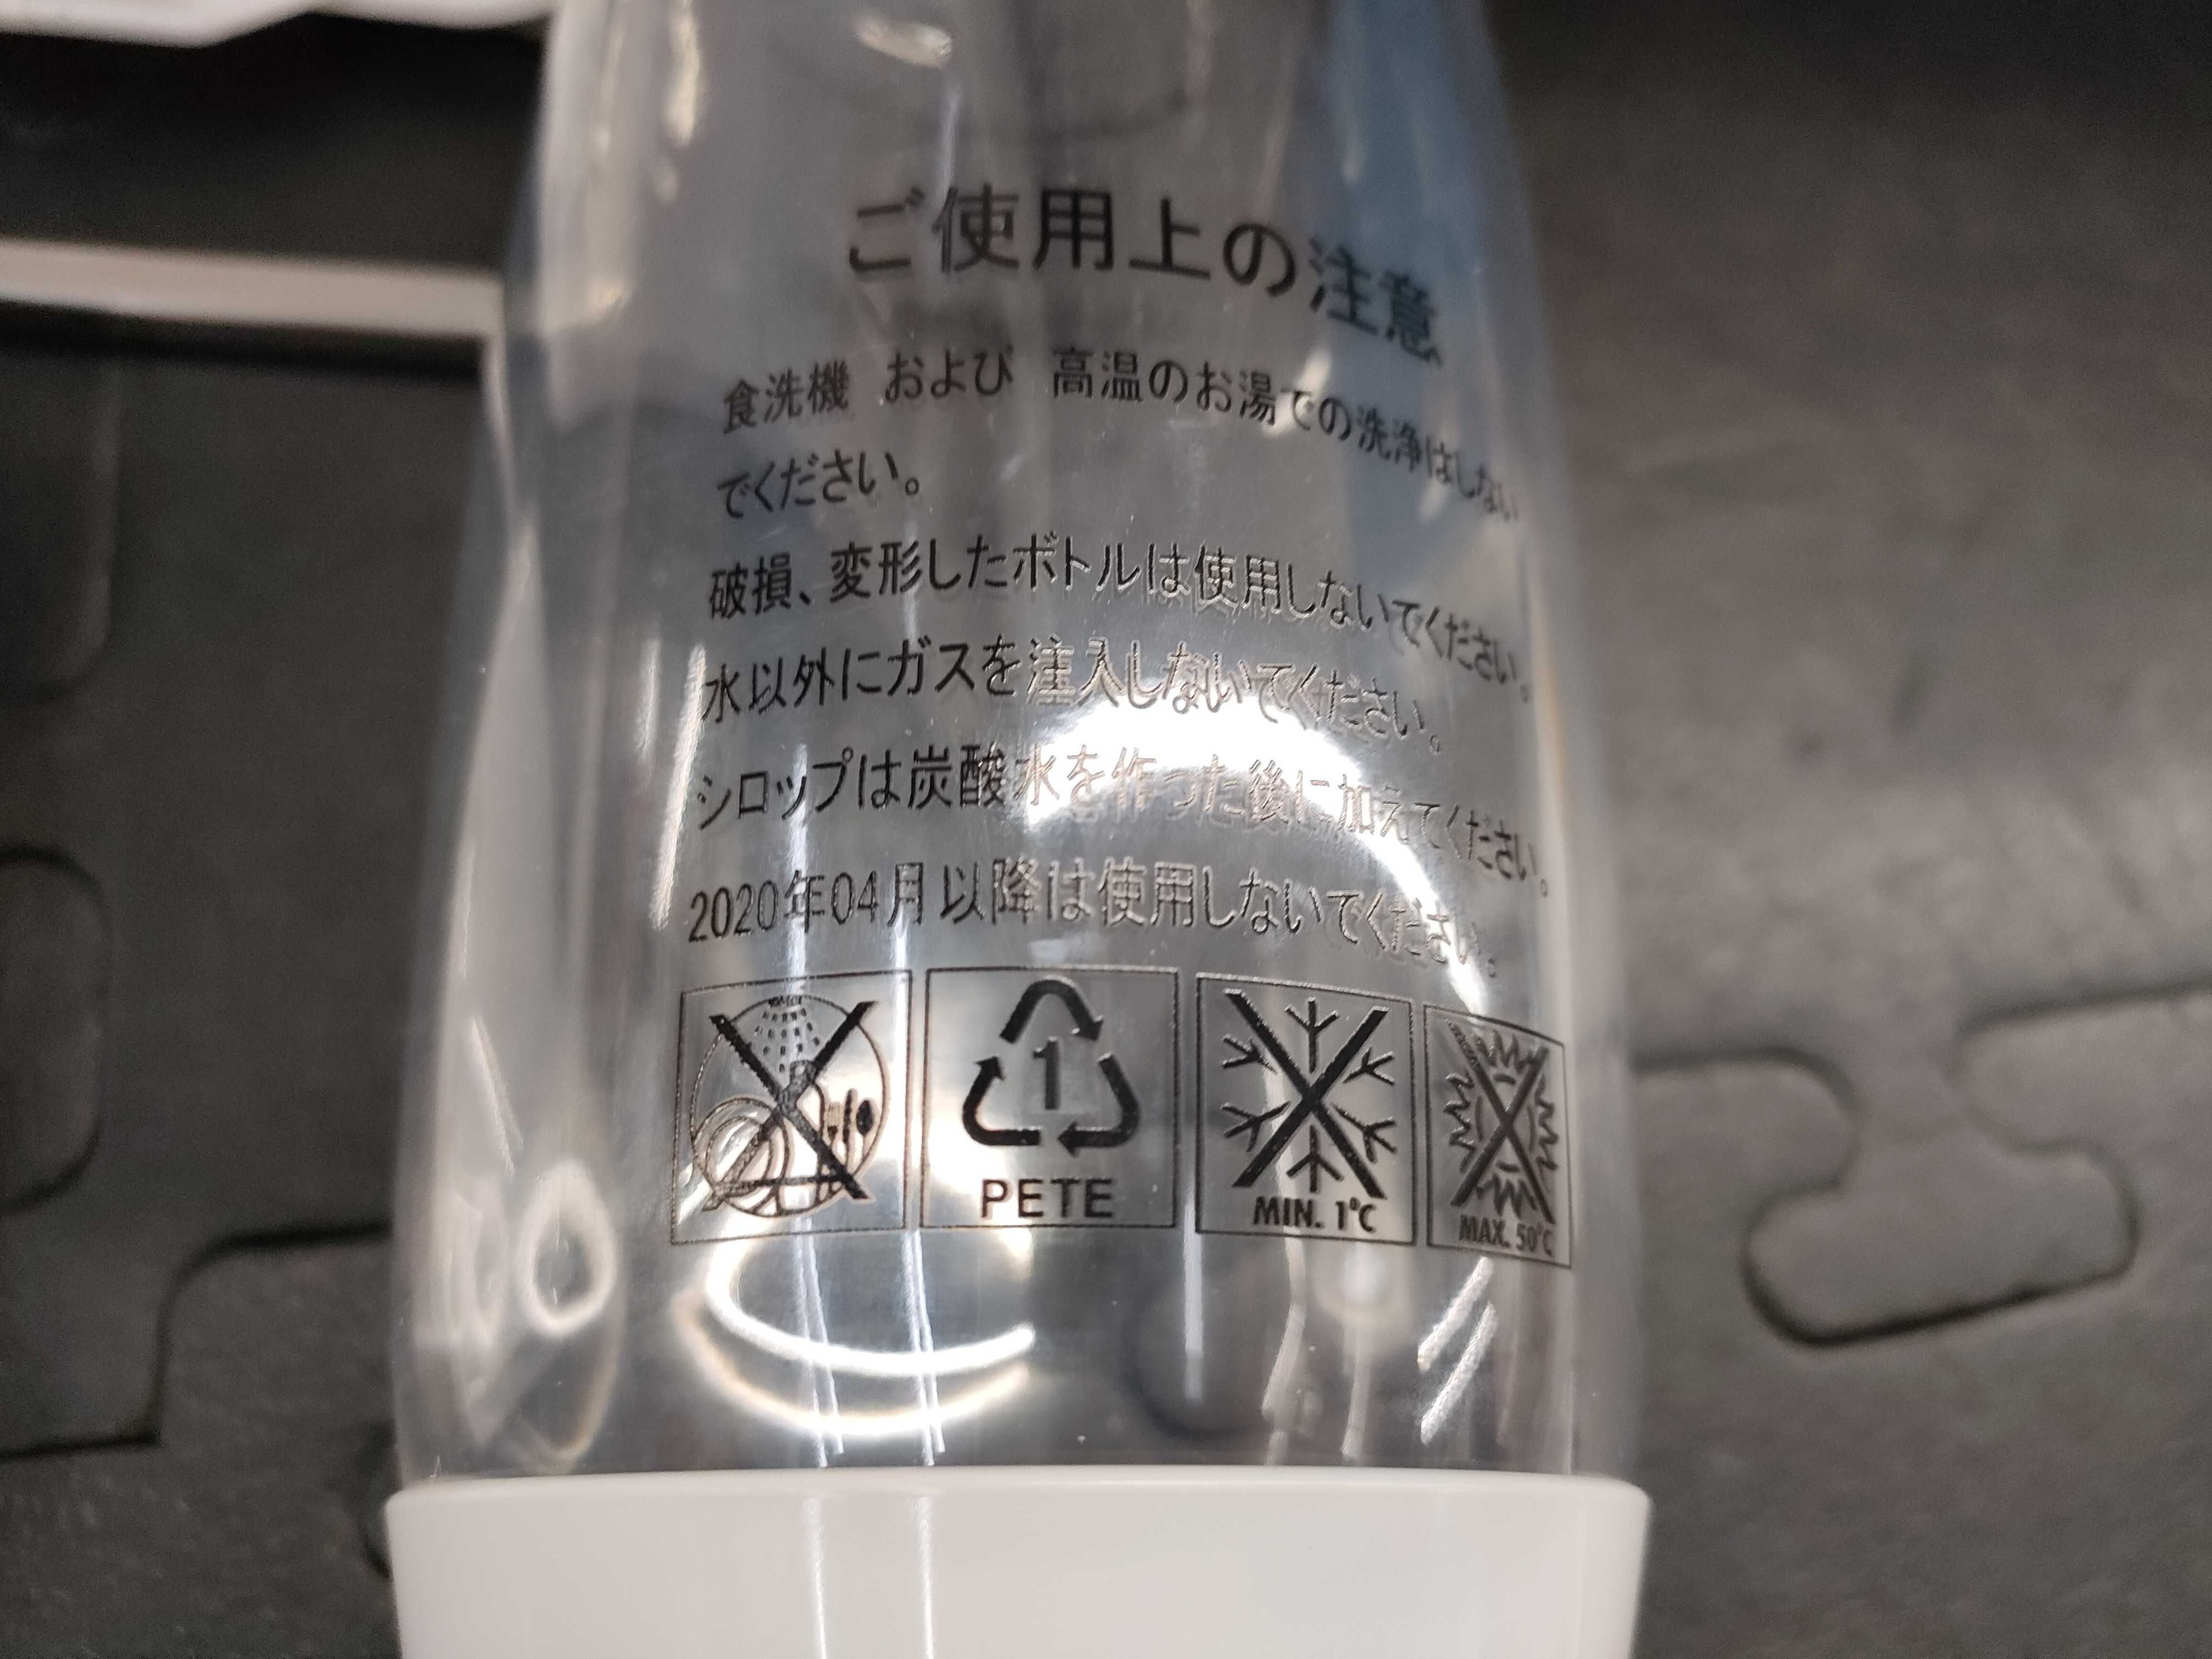 ご使用上の注意
食洗機 および 高温のお湯での洗浄はしない
でください。
破損、変形したボトルは使用しないでください。
水以外にガスを注入しないでください。
シロップは炭酸水を作った後に加えてください。
2020年04月以降は使用しないでください。
1
PETE
MIN. 1°C
MAX. 50°C